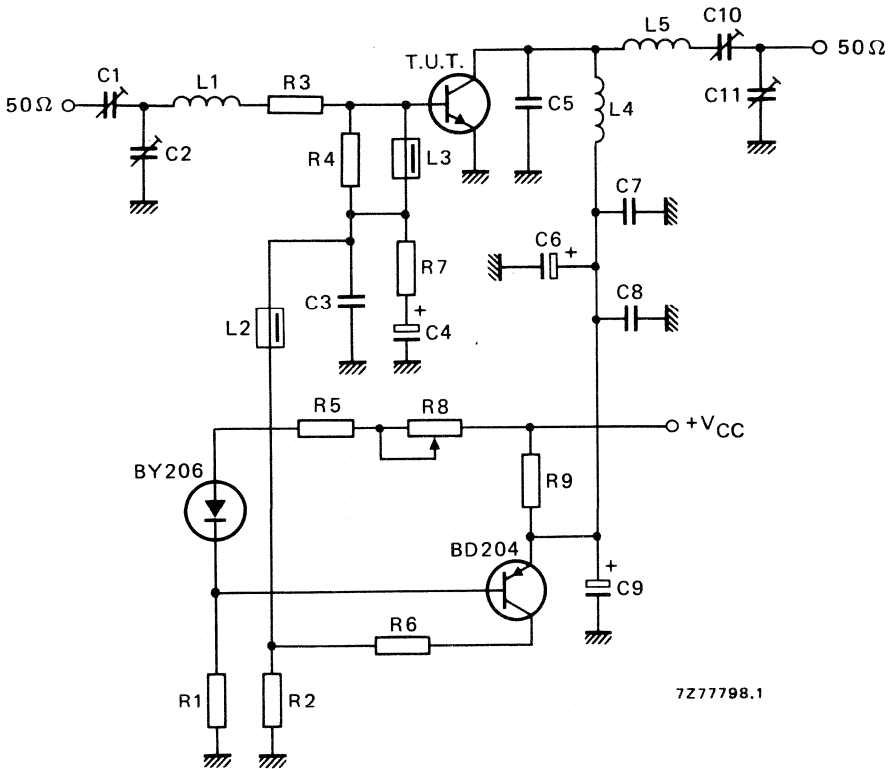 C10
L5
50Ω
T.U.T.
C1
L1
R3
C5
L4
C11
50Ω
C2
R4
L3
C7
C6
+
R7
C8
C3
+
C4
L2
R5
R8
+VCC
BY206
R9
BD204
+
C9
R6
R1
R2
7Z77798.1